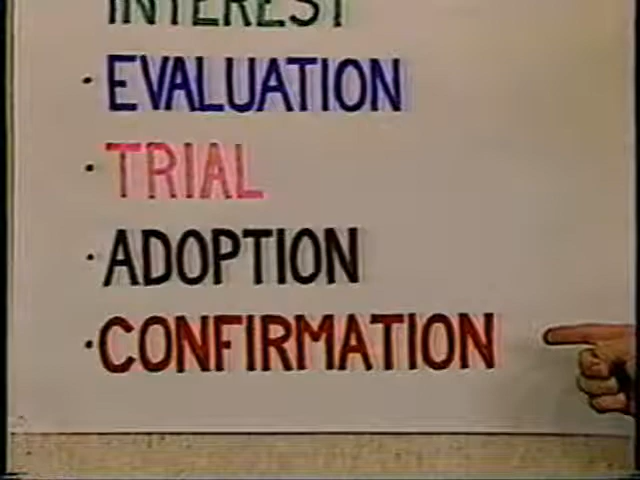 INTEREST
· EVALUATION
· TRIAL
· ADOPTION
· CONFIRMATION